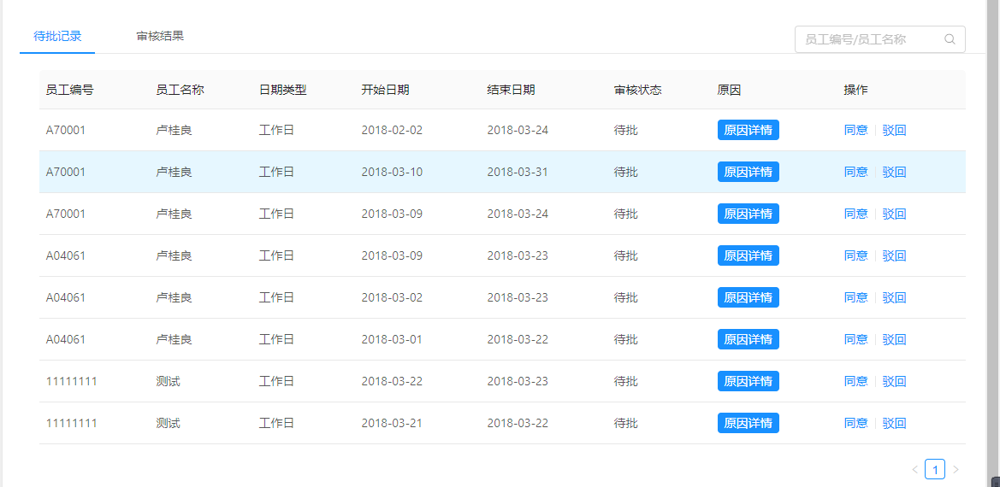 待批记录 审核结果 员工编号/员工名称
员工编号 员工名称 日期类型 开始日期 结束日期 审核状态 原因 操作
A70001 卢桂良 工作日 2018-02-02 2018-03-24 待批 原因详情 同意 驳回
A70001 卢桂良 工作日 2018-03-10 2018-03-31 待批 原因详情 同意 驳回
A70001 卢桂良 工作日 2018-03-09 2018-03-24 待批 原因详情 同意 驳回
A04061 卢桂良 工作日 2018-03-09 2018-03-23 待批 原因详情 同意 驳回
A04061 卢桂良 工作日 2018-03-02 2018-03-23 待批 原因详情 同意 驳回
A04061 卢桂良 工作日 2018-03-01 2018-03-22 待批 原因详情 同意 驳回
11111111 测试 工作日 2018-03-22 2018-03-23 待批 原因详情 同意 驳回
11111111 测试 工作日 2018-03-21 2018-03-22 待批 原因详情 同意 驳回
< 1 >